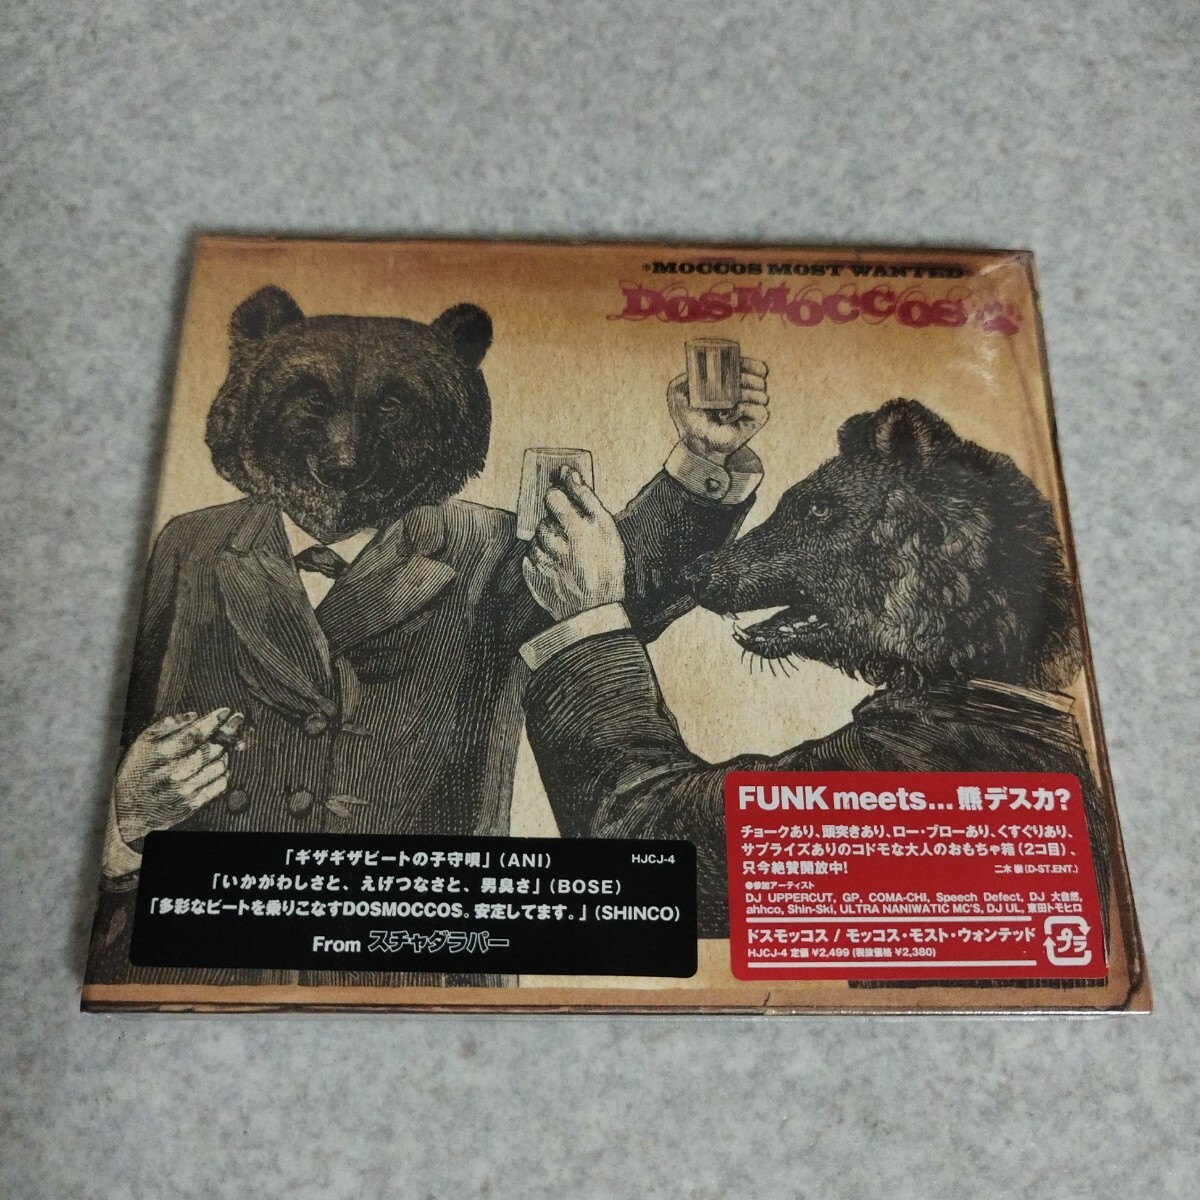 *MOCCOS MOST WANTED*
DOSMOCCOS
「ギザギザビートの子守唄」(ANI)
HJCJ-4
「いかがわしさと、えげつなさと、男臭さ」(BOSE)
「多彩なビートを乗りこなすDOSMOCCOS。安定してます。」(SHINCO)
From スチャダラパー
FUNK meets... 熊デスカ?
チョークあり、頭突きあり、ロー・ブローあり、くすぐりあり、
サプライズありのコドモな大人のおもちゃ箱(2コ目)、
只今絶賛開放中!
二木 崇(D-ST.ENT.)
●参加アーティスト
DJ UPPERCUT, GP, COMA-CHI, Speech Defect, DJ 大自然,
ahhco, Shin-Ski, ULTRA NANIWATIC MC'S, DJ UL, 東田トモヒロ
ドスモッコス / モッコス・モスト・ウォンテッド
HJCJ-4 定価 ¥2,499 (税抜価格 ¥2,380)
プラ